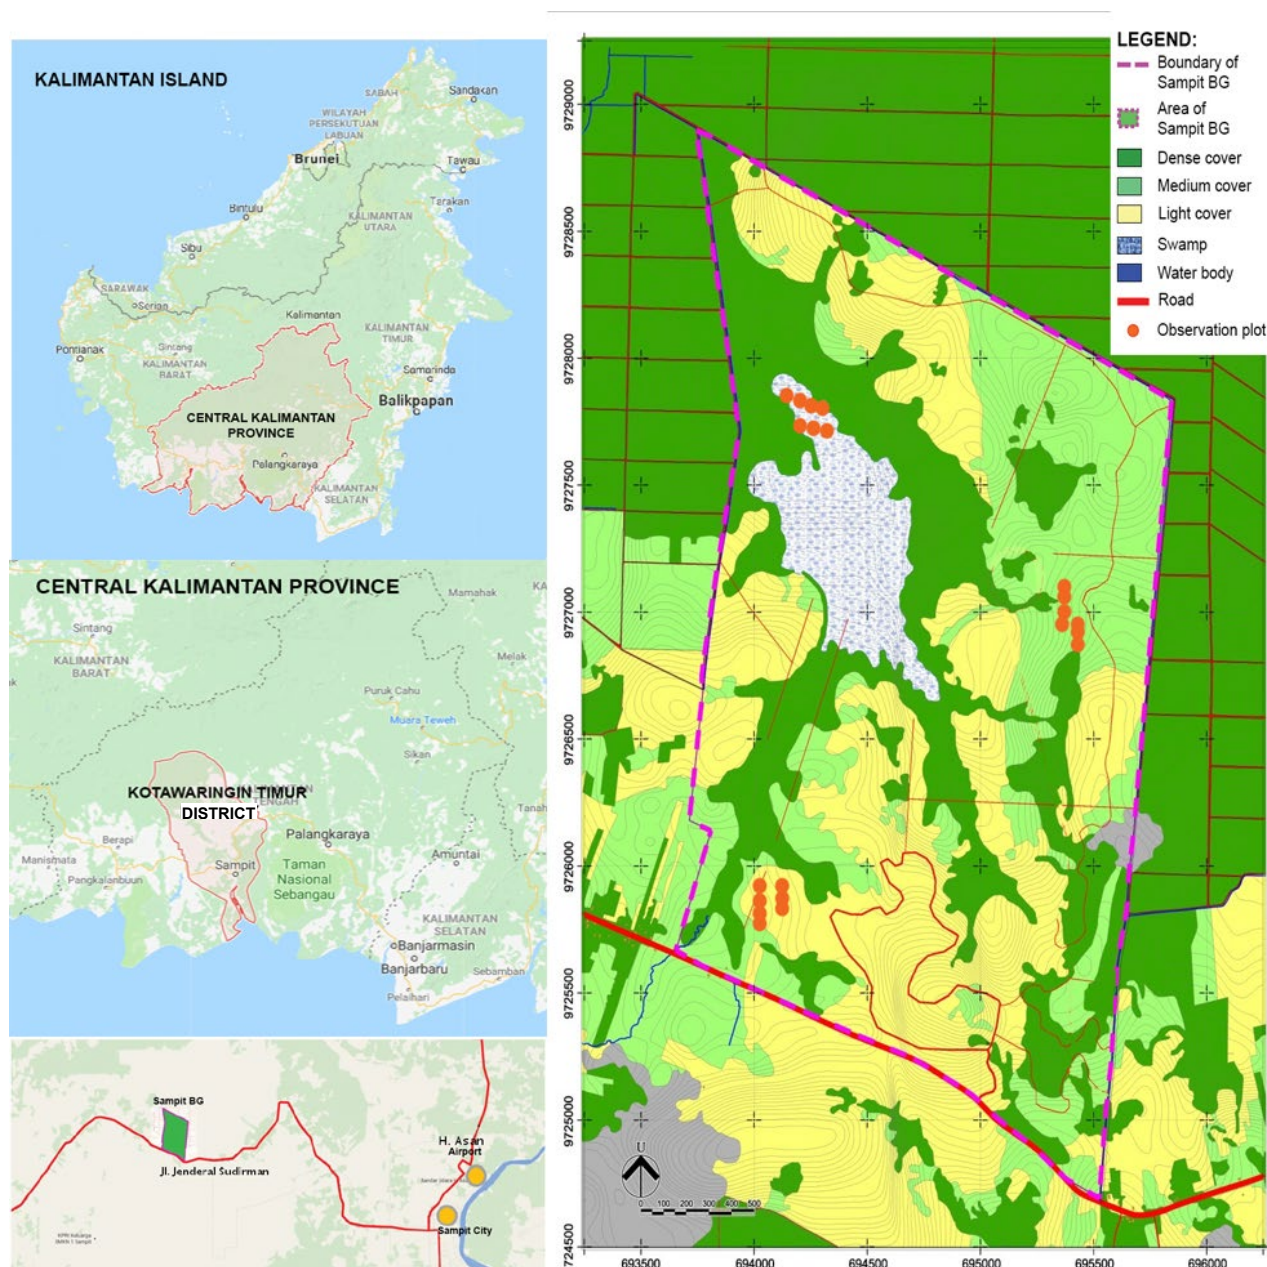 KALIMANTAN ISLAND
SABAH
Sandakan
WILAYAH
PERSEKUTUAN
LABUAN
Brunei
Tawau
Bintulu
Tarakan
KALIMANTAN
UTARA
Sibu
SARAWAK
Serian
Kalimantan
Pontianak
Sintang
KALIMANTAN
BARAT
KALIMANTAN
TIMUR
Samarinda
Balikpapan
CENTRAL KALIMANTAN
PROVINCE
Palangkaraya
KALIMANTAN
SELATAN
CENTRAL KALIMANTAN PROVINCE
Mamahak
KA
Sintang
KALIMANTAN
BARAT
Melak
Puruk Cahu
Muara Teweh
Sikan
KOTAWARINGIN TIMUR
DISTRICT
TENGAH
Tanah
Berapi
Palangkaraya
Manismata
Pangkalanbuun
Sampit
Taman
Nasional
Sebangau
Amuntai
KALIMANTAN
SELATAN
Banjarmasin
Banjarbaru
Sebamban
Pelaihari
Sampit BG
Jl. Jenderal Sudirman
H. Asan
Airport
Sampit City
LEGEND:
Boundary of
Sampit BG
Area of
Sampit BG
Dense cover
Medium cover
Light cover
Swamp
Water body
Road
Observation plot
9729000
9728500
9728000
9727500
9727000
9726500
9726000
9725500
9725000
724500
U
0 100 200 300 400 500
693500 694000 694500 695000 695500 696000